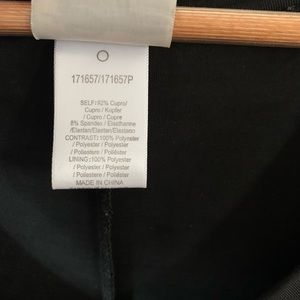 171657/171657P
SELF:92% Cupro/
Cupro / Kupfer
/ Cupro / Cupro
8% Spandex / Elasthanne
/Elastan/Elastan/Elastano
CONTRAST:100% Polyester
/ Polyester / Polyester
/ Poliestere / Poliéster
LINING:100% Polyester
/ Polyester / Polyester
/ Poliestere / Poliéster
MADE IN CHINA